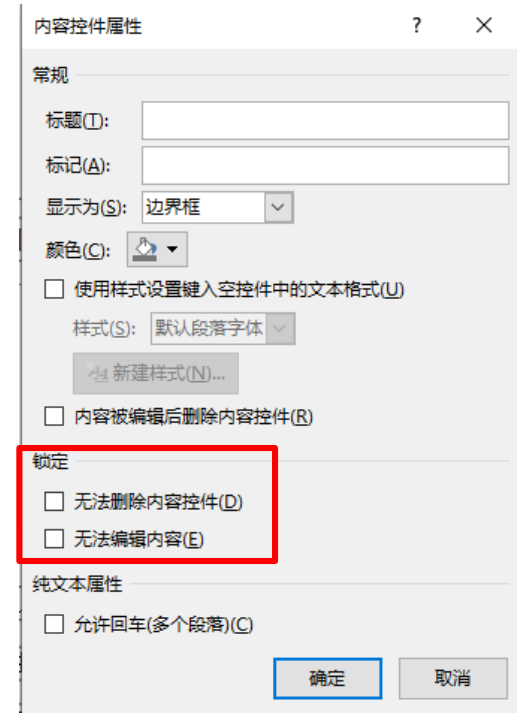 内容控件属性 ? ×
常规
标题(T):
标记(A):
显示为(S): 边界框
颜色(C):
使用样式设置键入空控件中的文本格式(U)
样式(S): 默认段落字体
新建样式(N)...
内容被编辑后删除内容控件(R)
锁定
无法删除内容控件(D)
无法编辑内容(E)
纯文本属性
允许回车(多个段落)(C)
确定 取消